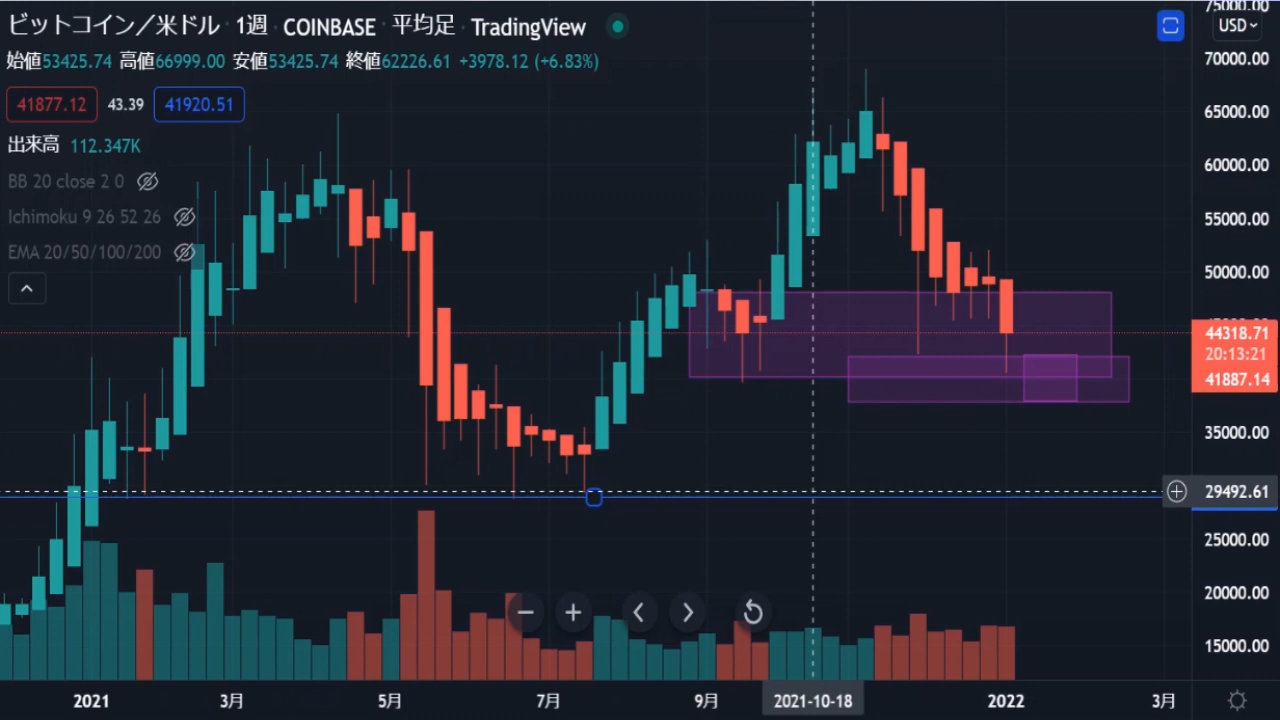 ビットコイン／米ドル · 1週 · COINBASE · 平均足 · TradingView
始値53425.74 高値66999.00 安値53425.74 終値62226.61 +3978.12 (+6.83%)
41877.12 43.39 41920.51
出来高 112.347K
BB 20 close 2 0
Ichimoku 9 26 52 26
EMA 20/50/100/200
75000.00
USD
70000.00
65000.00
60000.00
55000.00
50000.00
44318.71
20:13:21
41887.14
35000.00
29492.61
25000.00
20000.00
15000.00
2021 3月 5月 7月 9月 2021-10-18 2022 3月